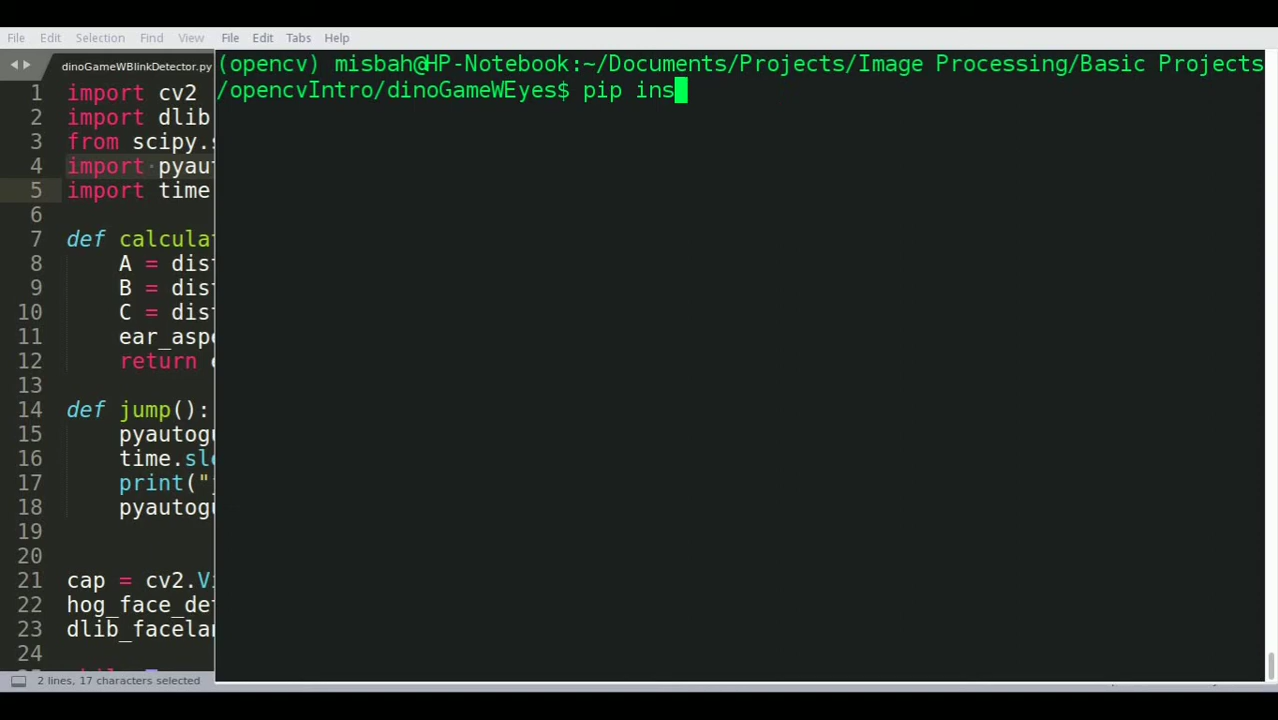 File Edit Selection Find View
File Edit Tabs Help
dinoGameWBlinkDetector.py
(opencv) misbah@HP-Notebook:~/Documents/Projects/Image Processing/Basic Projects
/opencvIntro/dinoGameWEyes$ pip ins
1 import cv2
2 import dlib
3 from scipy.
4 import pyau
5 import time
6
7 def calcula
8 A = dis
9 B = dis
10 C = dis
11 ear_asp
12 return
13
14 def jump():
15 pyautog
16 time.sl
17 print("
18 pyautog
19
20
21 cap = cv2.V
22 hog_face_de
23 dlib_facela
24
2 lines, 17 characters selected